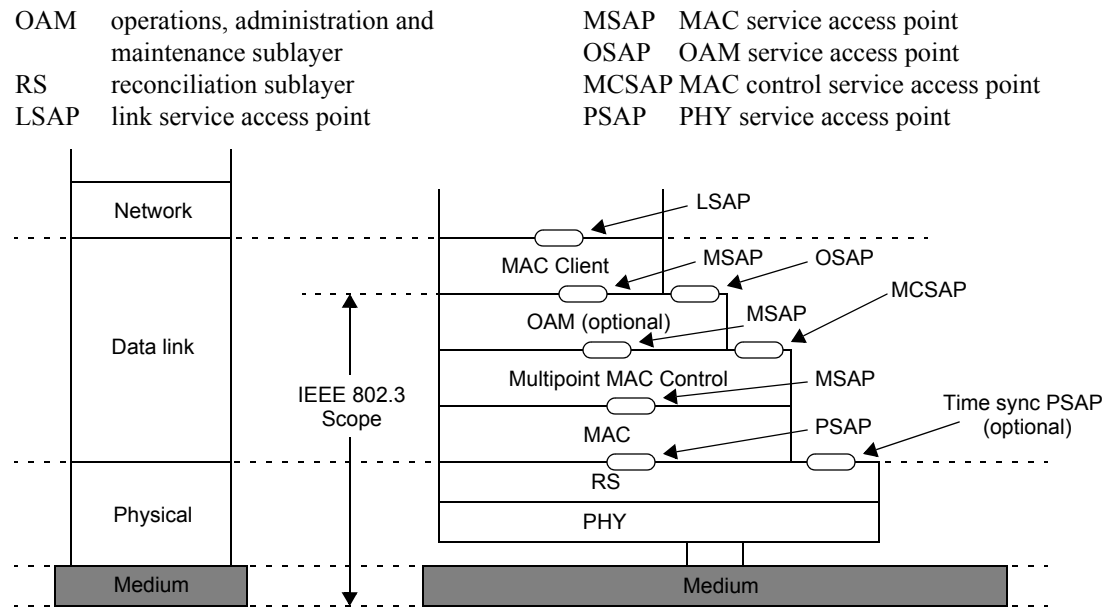 OAM operations, administration and
maintenance sublayer
RS reconciliation sublayer
LSAP link service access point
MSAP MAC service access point
OSAP OAM service access point
MCSAP MAC control service access point
PSAP PHY service access point
Network
Data link
Physical
Medium
IEEE 802.3
Scope
LSAP
MAC Client
MSAP
OSAP
OAM (optional)
MSAP
MCSAP
Multipoint MAC Control
MSAP
MAC
PSAP
Time sync PSAP
(optional)
RS
PHY
Medium